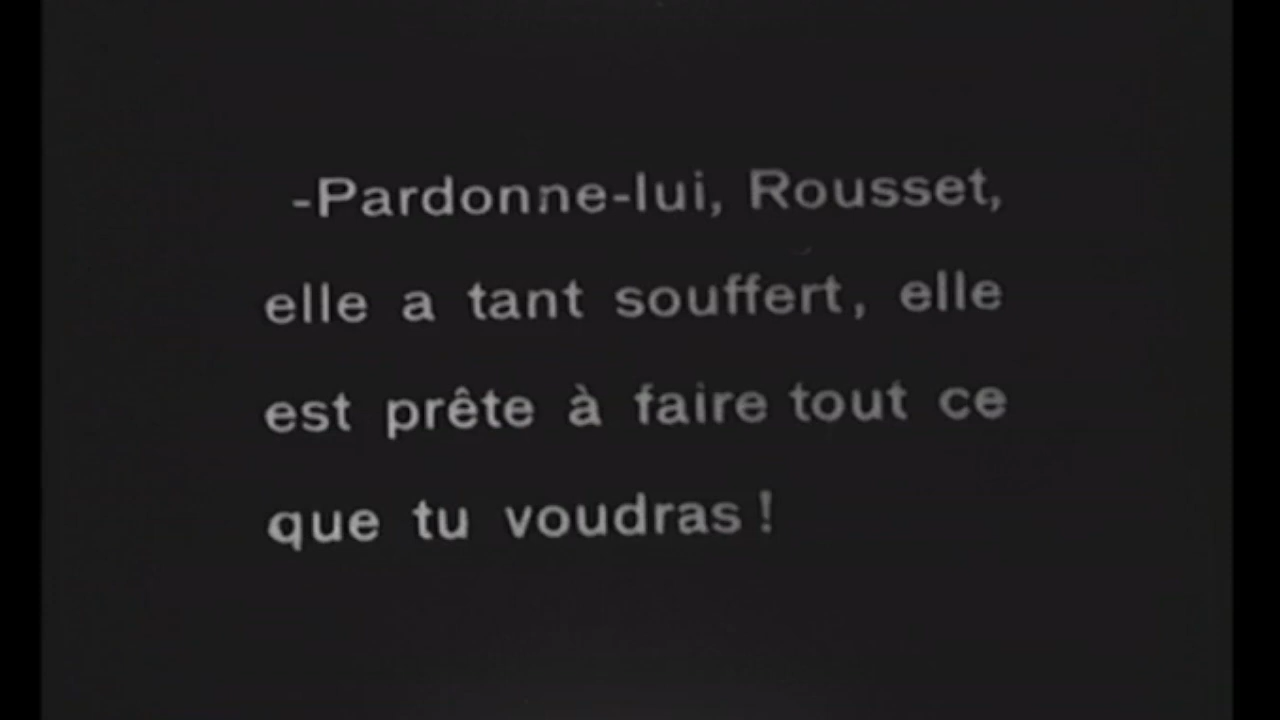 -Pardonne-lui, Rousset,
elle a tant souffert, elle
est prête à faire tout ce
que tu voudras !